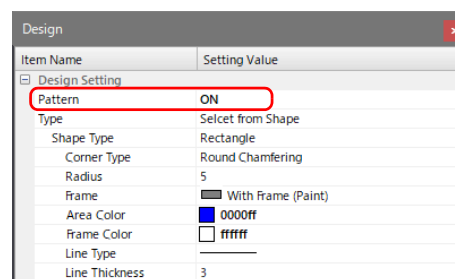 Design
Item Name Setting Value
Design Setting
Pattern ON
Type Selcet from Shape
Shape Type Rectangle
Corner Type Round Chamfering
Radius 5
Frame With Frame (Paint)
Area Color 0000ff
Frame Color ffffff
Line Type
Line Thickness 3